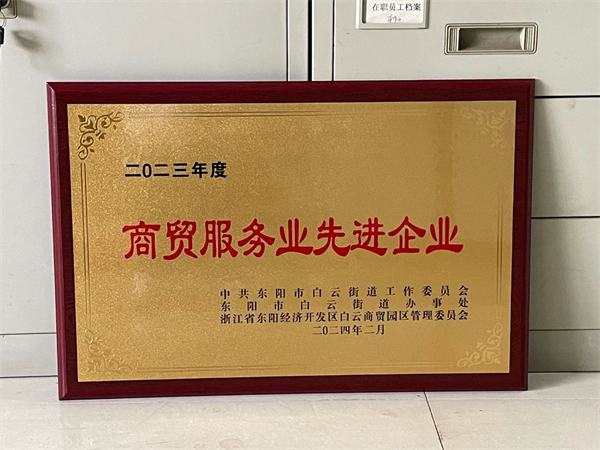 在职员工档案
二〇二三年度
商贸服务业先进企业
中共东阳市白云街道工作委员会
东阳市白云街道办事处
浙江省东阳经济开发区白云商贸园区管理委员会
二〇二四年二月